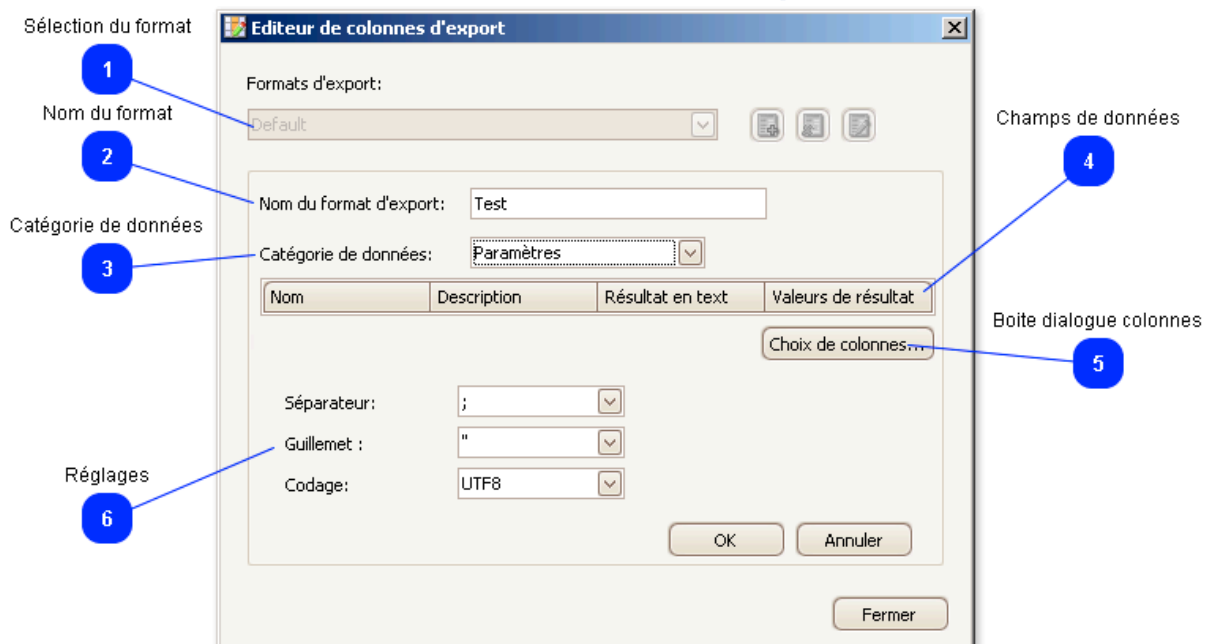 Sélection du format
1
Editeur de colonnes d'export
Formats d'export:
Default
Nom du format
2
Champs de données
4
Nom du format d'export: Test
Catégorie de données
3
Catégorie de données: Paramètres
Nom Description Résultat en text Valeurs de résultat
Boite dialogue colonnes
5
Choix de colonnes...
Séparateur: ;
Guillemet : "
Réglages
6
Codage: UTF8
OK Annuler
Fermer